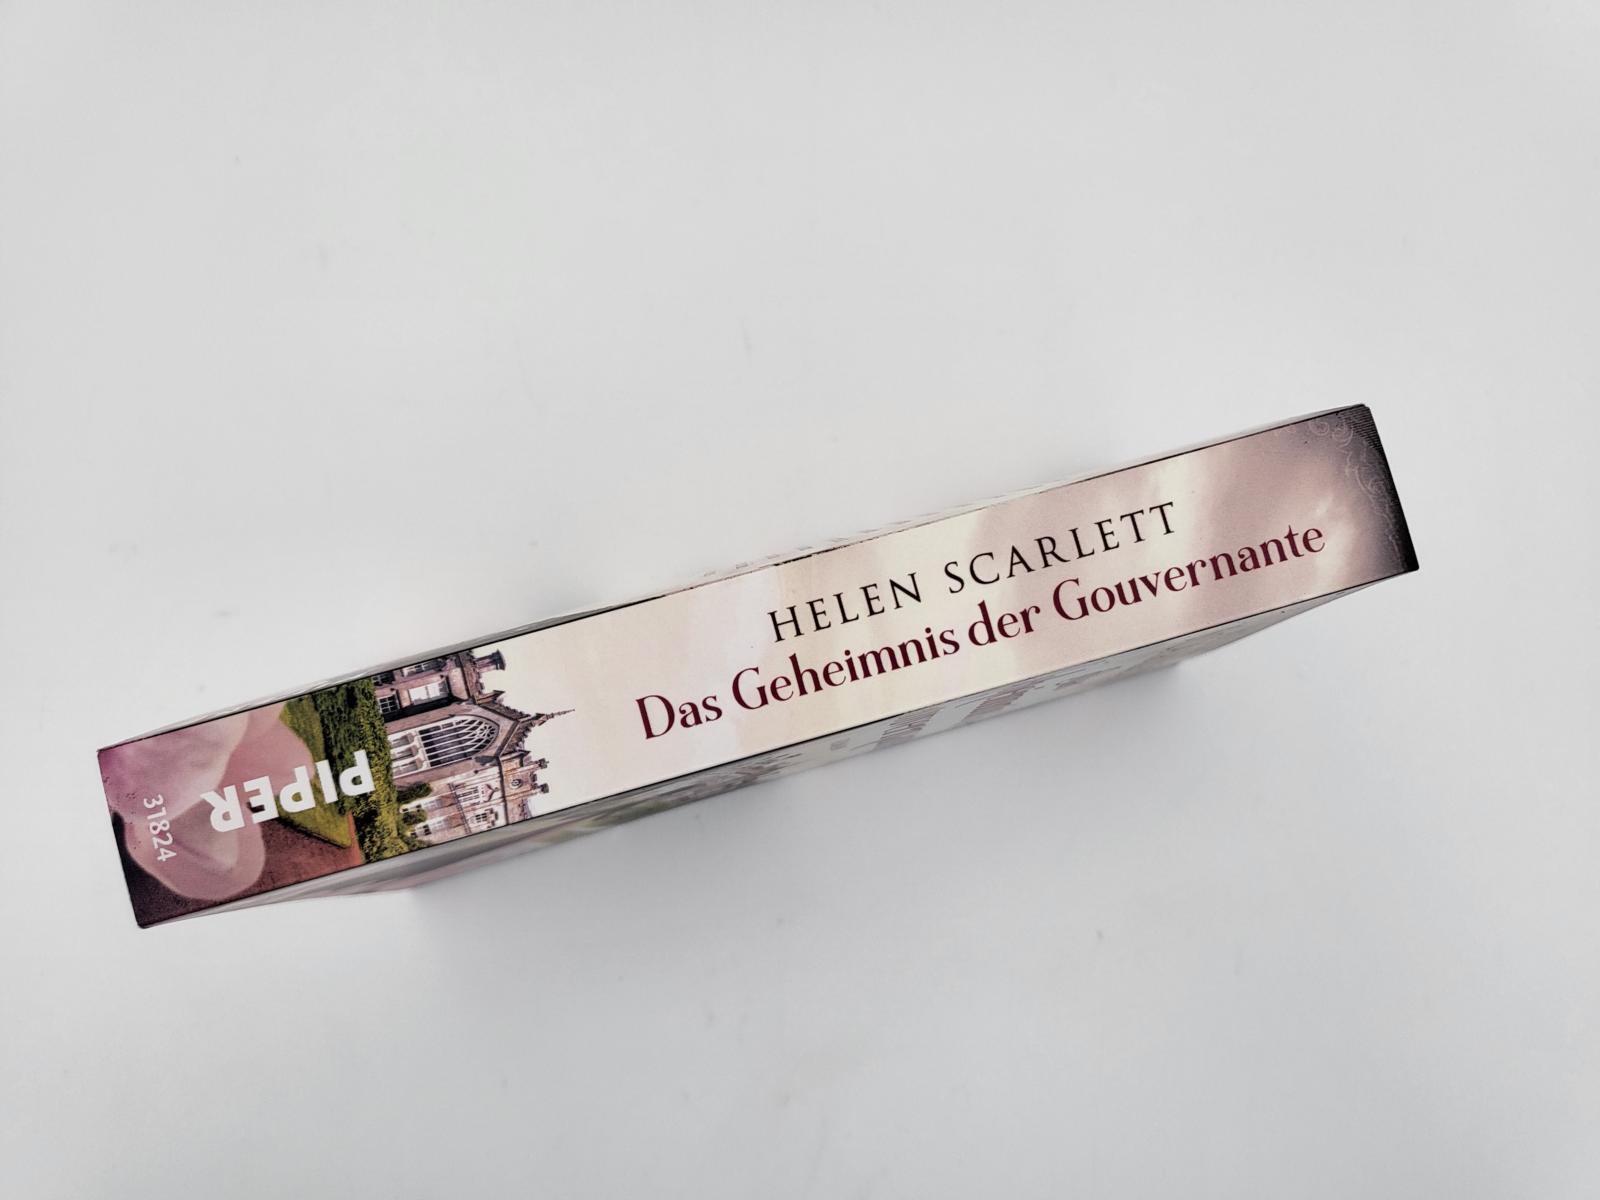 HELEN SCARLETT
Das Geheimnis der Gouvernante
PIPER
31824